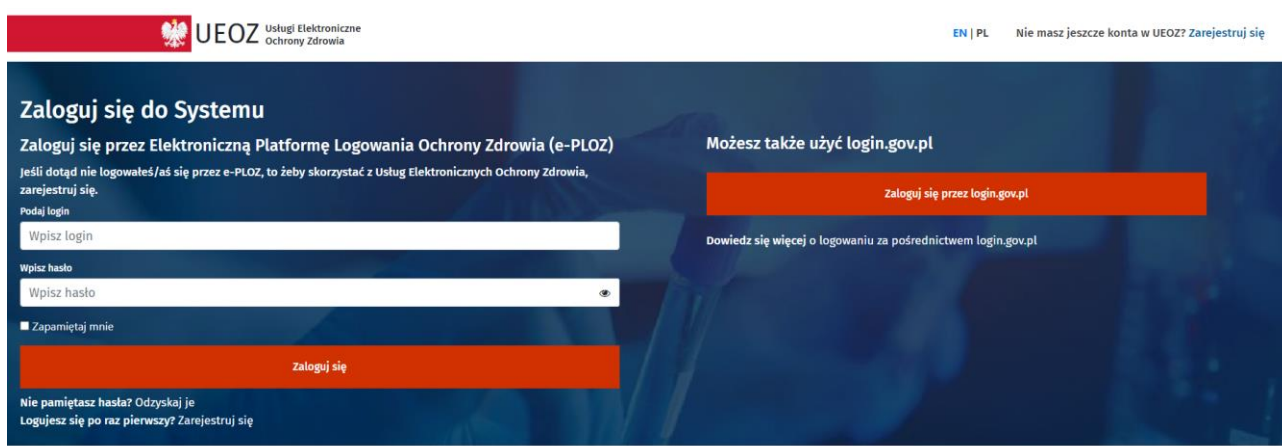 UEOZ Usługi Elektroniczne
Ochrony Zdrowia
EN | PL Nie masz jeszcze konta w UEOZ? Zarejestruj się
Zaloguj się do Systemu
Zaloguj się przez Elektroniczną Platformę Logowania Ochrony Zdrowia (e-PLOZ)
Jeśli dotąd nie logowałeś/aś się przez e-PLOZ, to żeby skorzystać z Usług Elektronicznych Ochrony Zdrowia,
zarejestruj się.
Podaj login
Wpisz login
Wpisz hasło
Wpisz hasło
Zapamiętaj mnie
Zaloguj się
Nie pamiętasz hasła? Odzyskaj je
Logujesz się po raz pierwszy? Zarejestruj się
Możesz także użyć login.gov.pl
Zaloguj się przez login.gov.pl
Dowiedz się więcej o logowaniu za pośrednictwem login.gov.pl